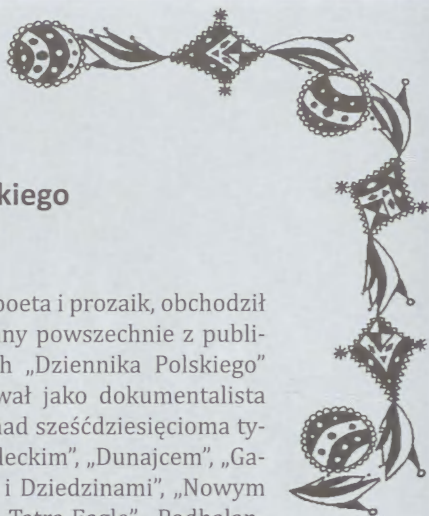 kiego
poeta i prozaik, obchodził
ny powszechnie z publi-
h „Dziennika Polskiego"
wał jako dokumentalista
nad sześćdziesięcioma ty-
leckim", „Dunajcem", „Ga-
i Dziedzinami", „Nowym